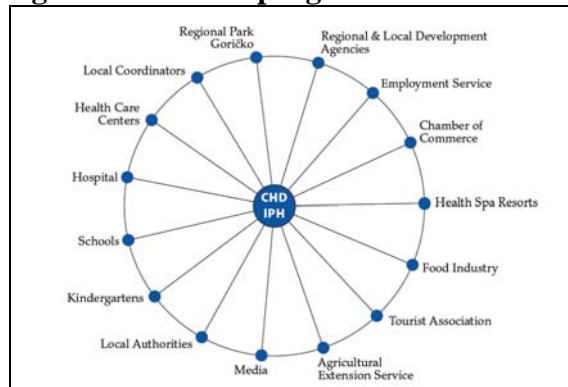 Regional Park
Goričko
Regional & Local Development
Agencies
Local Coordinators
Employment Service
Health Care
Centers
Chamber of
Commerce
Hospital
CHD
IPH
Health Spa Resorts
Schools
Food Industry
Kindergartens
Tourist Association
Local Authorities
Media
Agricultural
Extension Service